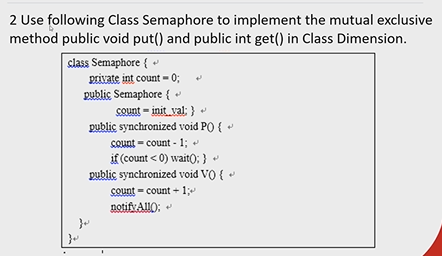 2 Use following Class Semaphore to implement the mutual exclusive
method public void put() and public int get() in Class Dimension.
class Semaphore {
private int count = 0;
public Semaphore {
count = init_val; }
public synchronized void P() {
count = count - 1;
if (count < 0) wait(); }
public synchronized void V() {
count = count + 1;
notifyAll();
}
}